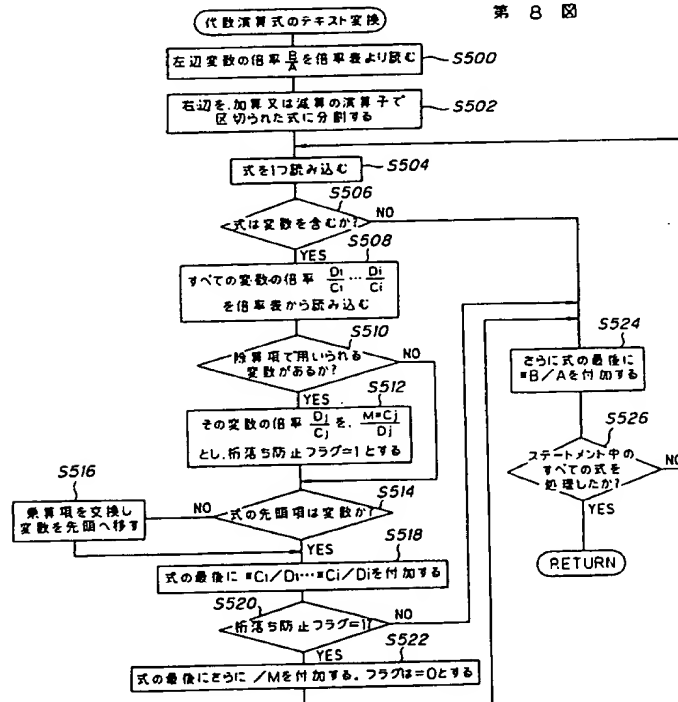 第 8 図
代数演算式のテキスト変換
左辺変数の倍率 B/A を倍率表より読む
S500
右辺を、加算又は減算の演算子で
区切られた式に分割する
S502
式を1つ読み込む
S504
S506
式は変数を含むか?
NO
YES
S508
すべての変数の倍率 D1/C1 … Di/Ci
を倍率表から読み込む
S510
除算項で用いられる
変数があるか?
NO
YES
S512
その変数の倍率 Dj/Cj を、M*Cj/Dj
とし、桁落ち防止フラグ=1とする
S514
式の先頭項は変数か?
NO
YES
S516
乗算項を交換し
変数を先頭へ移す
S518
式の最後に *C1/D1…*Ci/Diを付加する
S520
桁落ち防止フラグ=1?
NO
YES
S522
式の最後にさらに /Mを付加する。フラグは=0とする
S524
さらに式の最後に
*B/Aを付加する
S526
ステートメント中の
すべての式を
処理したか?
NO
YES
RETURN